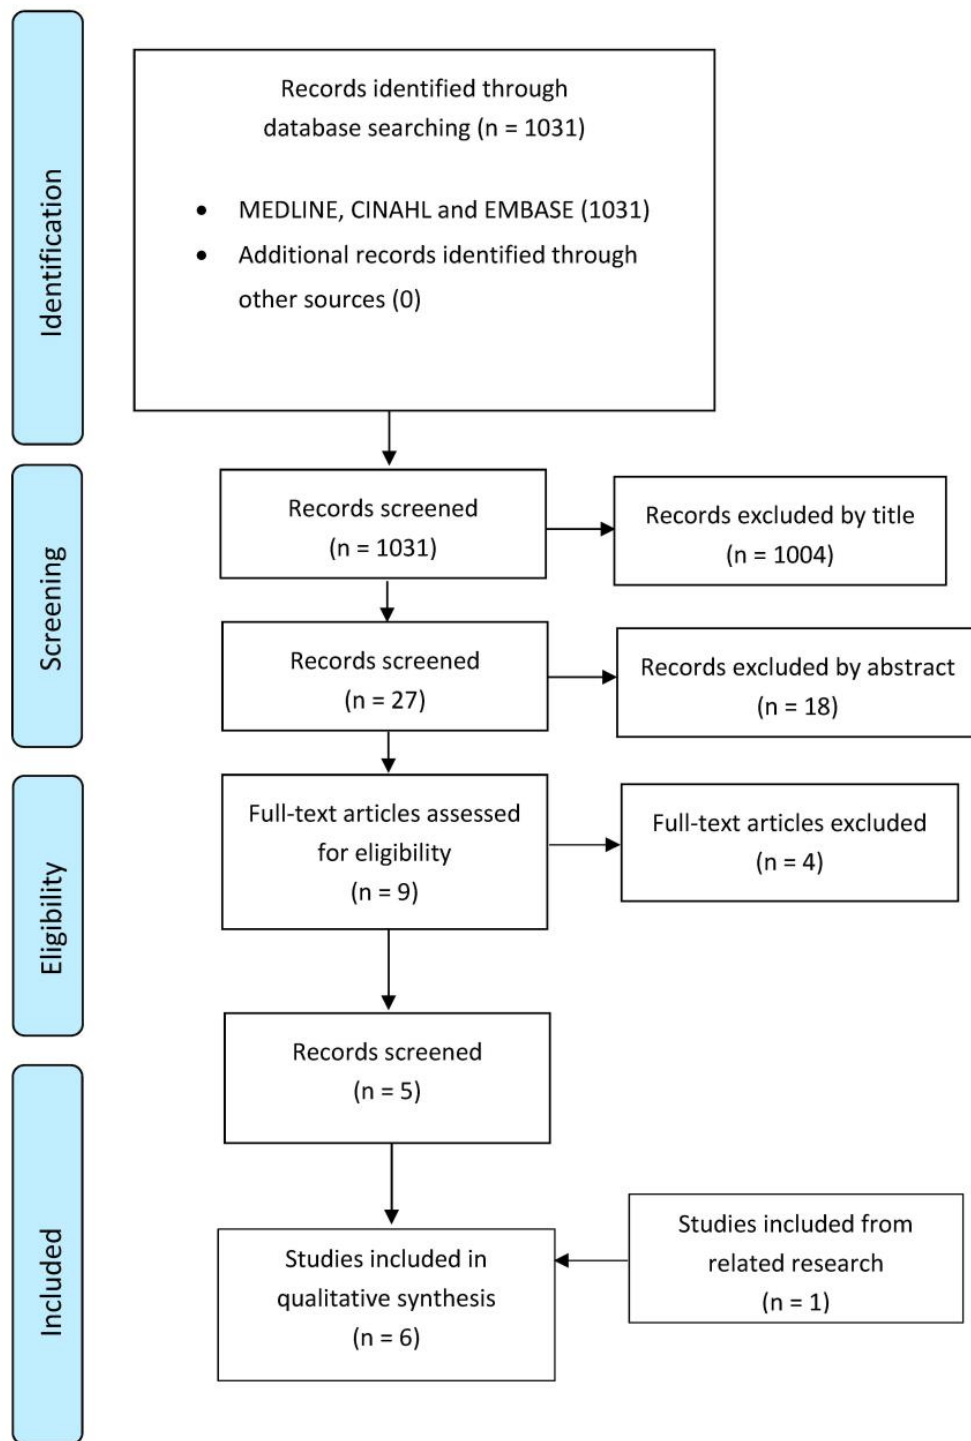 Identification
Records identified through
database searching (n = 1031)
• MEDLINE, CINAHL and EMBASE (1031)
• Additional records identified through
other sources (0)
Screening
Records screened
(n = 1031)
Records excluded by title
(n = 1004)
Records screened
(n = 27)
Records excluded by abstract
(n = 18)
Eligibility
Full-text articles assessed
for eligibility
(n = 9)
Full-text articles excluded
(n = 4)
Records screened
(n = 5)
Included
Studies included in
qualitative synthesis
(n = 6)
Studies included from
related research
(n = 1)